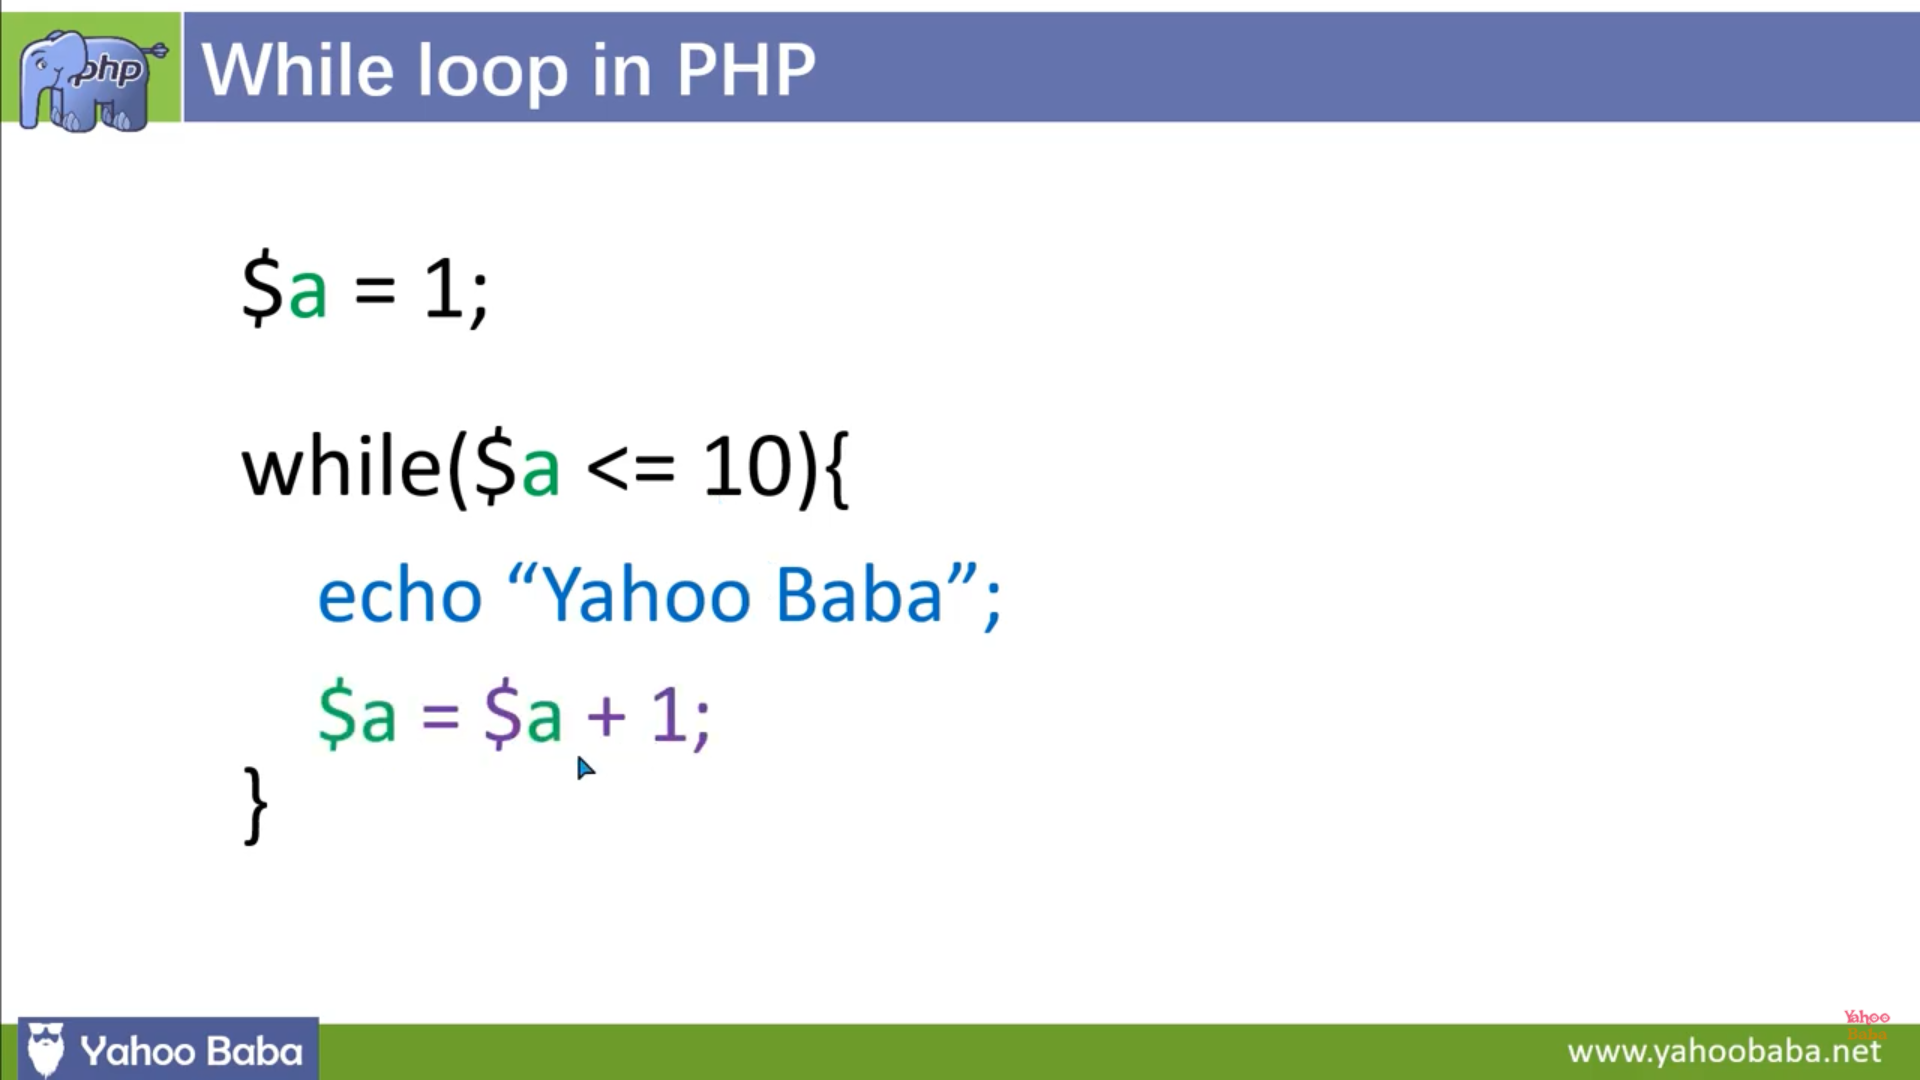 php
While loop in PHP
$a = 1;
while($a <= 10){
echo “Yahoo Baba”;
$a = $a + 1;
}
Yahoo
Baba
Yahoo Baba
www.yahoobaba.net